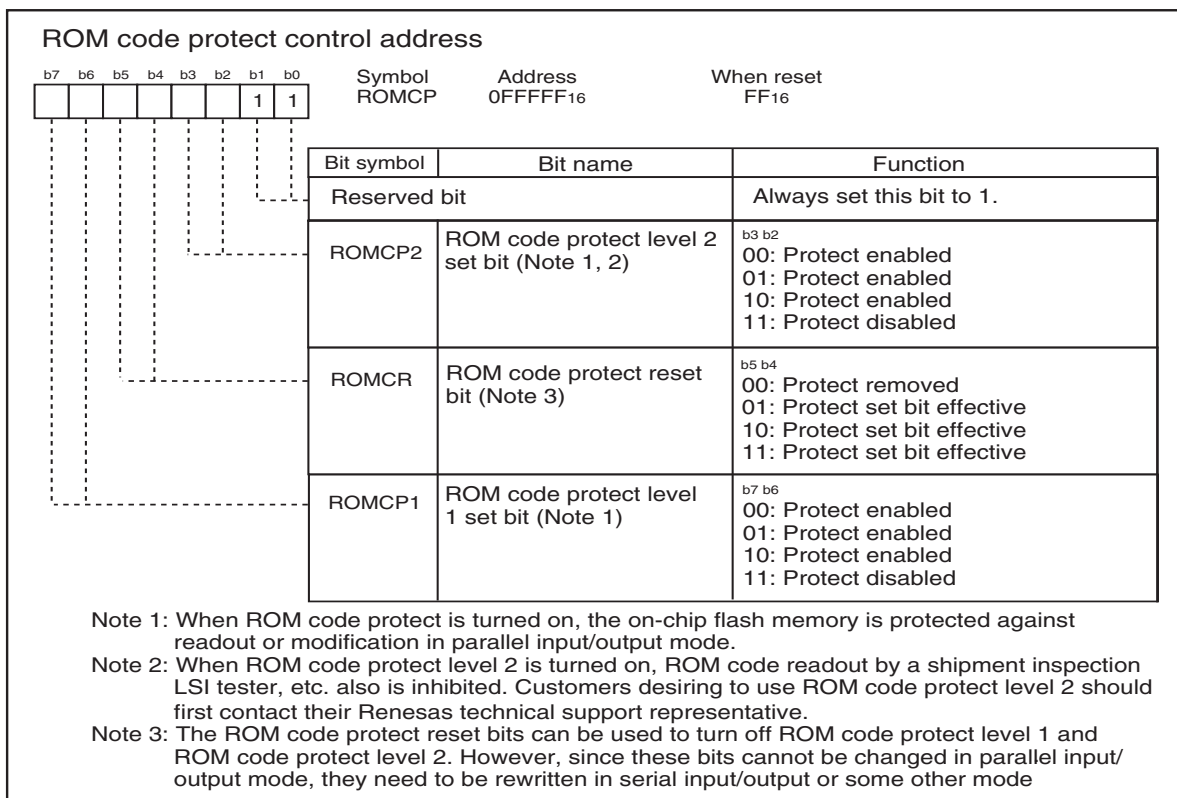 ROM code protect control address
b7 b6 b5 b4 b3 b2 b1 b0
1 1
Symbol Address When reset
ROMCP 0FFFFF16 FF16
Bit symbol Bit name Function
Reserved bit Always set this bit to 1.
ROMCP2 ROM code protect level 2
set bit (Note 1, 2)
b3 b2
00: Protect enabled
01: Protect enabled
10: Protect enabled
11: Protect disabled
ROMCR ROM code protect reset
bit (Note 3)
b5 b4
00: Protect removed
01: Protect set bit effective
10: Protect set bit effective
11: Protect set bit effective
ROMCP1 ROM code protect level
1 set bit (Note 1)
b7 b6
00: Protect enabled
01: Protect enabled
10: Protect enabled
11: Protect disabled
Note 1: When ROM code protect is turned on, the on-chip flash memory is protected against
readout or modification in parallel input/output mode.
Note 2: When ROM code protect level 2 is turned on, ROM code readout by a shipment inspection
LSI tester, etc. also is inhibited. Customers desiring to use ROM code protect level 2 should
first contact their Renesas technical support representative.
Note 3: The ROM code protect reset bits can be used to turn off ROM code protect level 1 and
ROM code protect level 2. However, since these bits cannot be changed in parallel input/
output mode, they need to be rewritten in serial input/output or some other mode